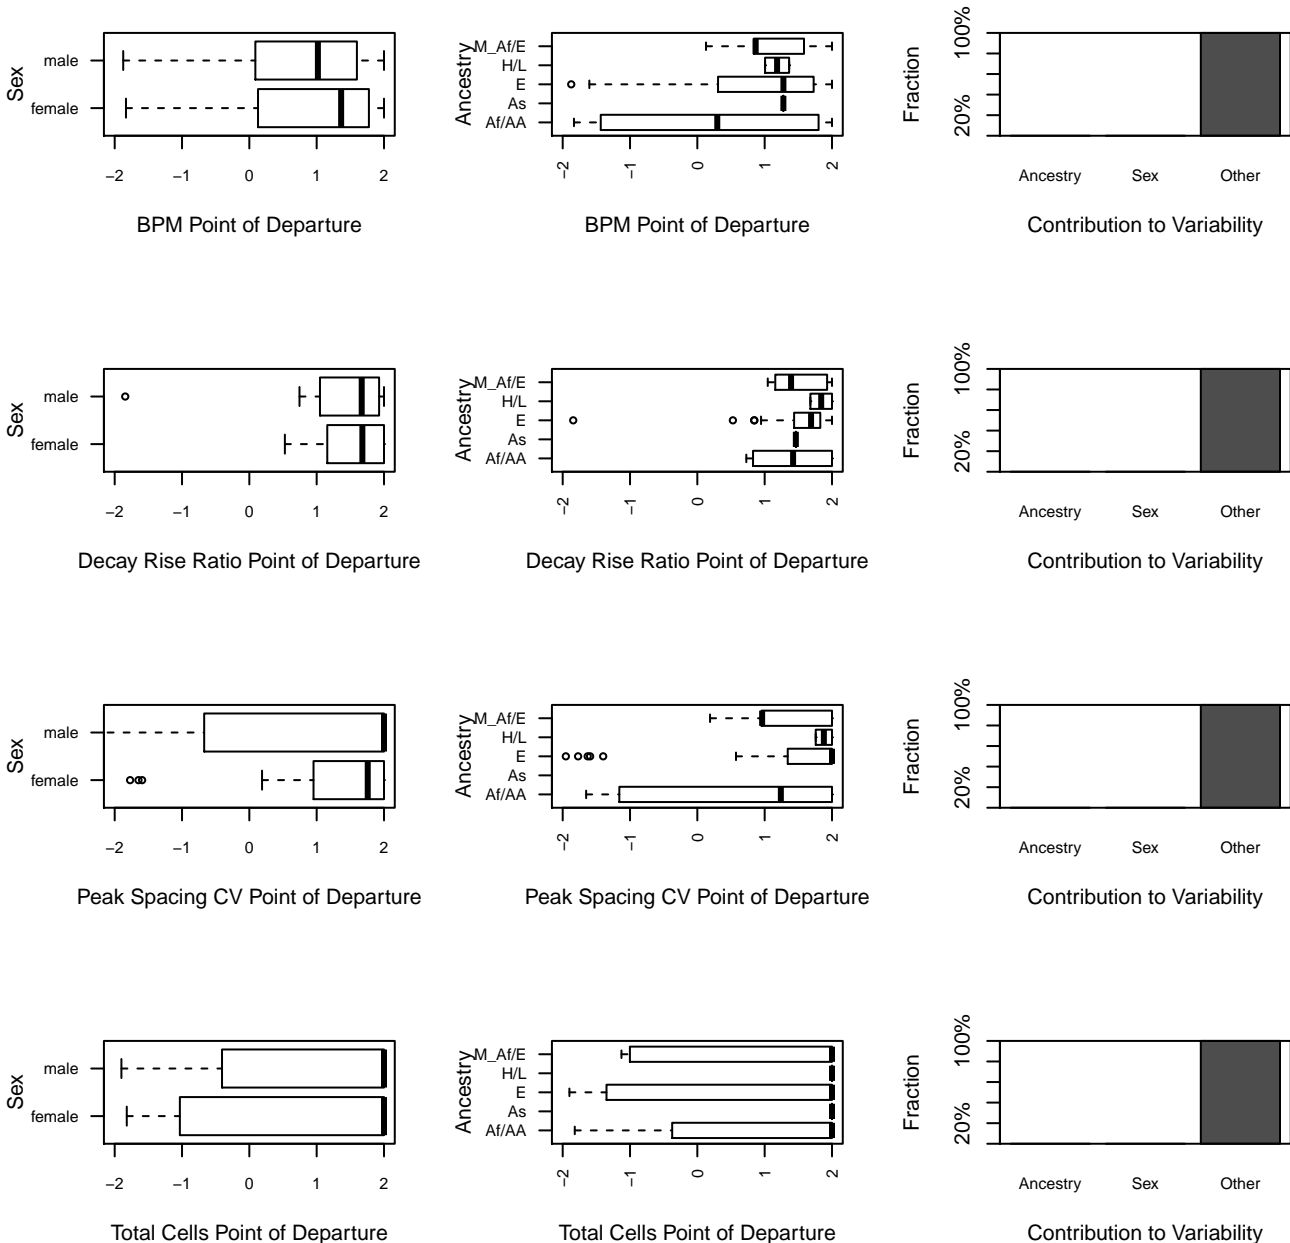 Sex
male
female
−2 −1 0 1 2
BPM Point of Departure
Ancestry
M_Af/E
H/L
E
As
Af/AA
−2 −1 0 1 2
BPM Point of Departure
Fraction
20% 100%
Ancestry Sex Other
Contribution to Variability
Sex
male
female
−2 −1 0 1 2
Decay Rise Ratio Point of Departure
Ancestry
M_Af/E
H/L
E
As
Af/AA
−2 −1 0 1 2
Decay Rise Ratio Point of Departure
Fraction
20% 100%
Ancestry Sex Other
Contribution to Variability
Sex
male
female
−2 −1 0 1 2
Peak Spacing CV Point of Departure
Ancestry
M_Af/E
H/L
E
As
Af/AA
−2 −1 0 1 2
Peak Spacing CV Point of Departure
Fraction
20% 100%
Ancestry Sex Other
Contribution to Variability
Sex
male
female
−2 −1 0 1 2
Total Cells Point of Departure
Ancestry
M_Af/E
H/L
E
As
Af/AA
−2 −1 0 1 2
Total Cells Point of Departure
Fraction
20% 100%
Ancestry Sex Other
Contribution to Variability